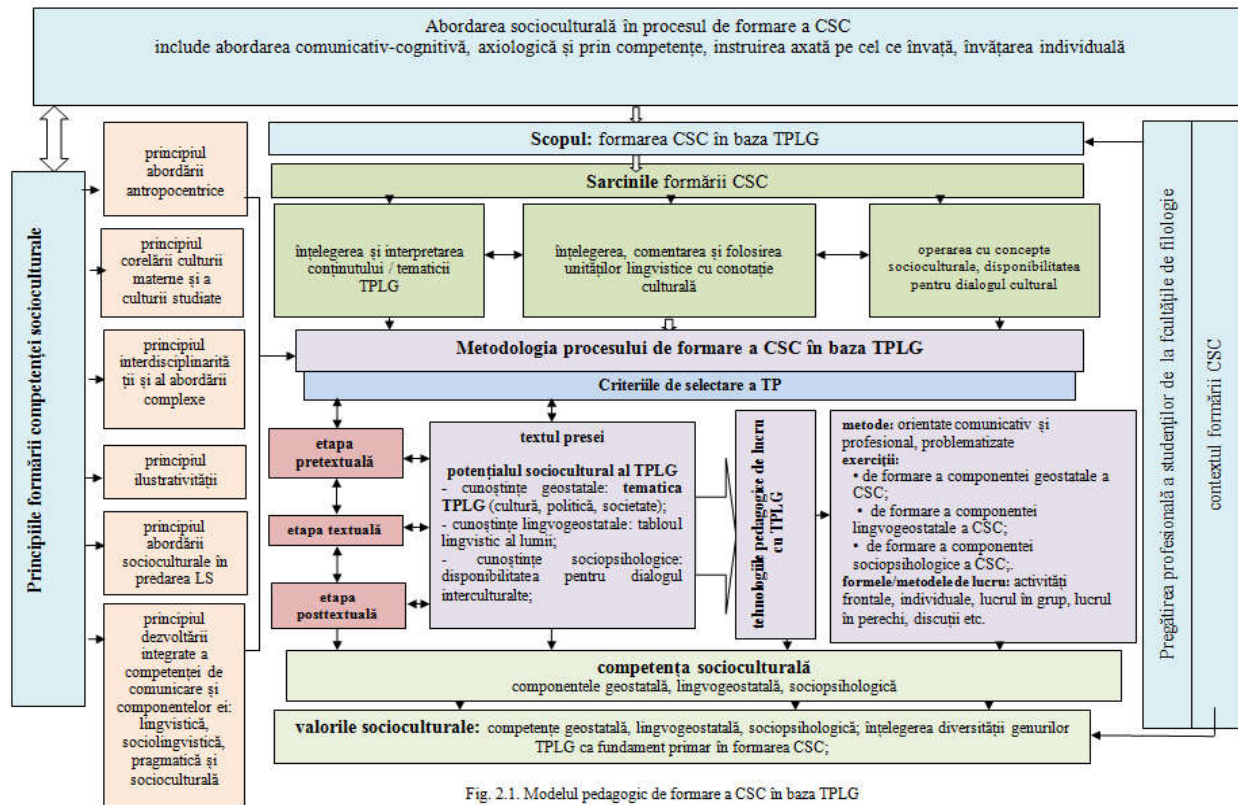 Abordarea socioculturală în procesul de formare a CSC
include abordarea comunicativ-cognitivă, axiologică și prin competențe, instruirea axată pe cel ce învață, învățarea individuală
Principiile formării competenței socioculturale
principiul
abordării
antropocentrice
principiul
corelării culturii
materne și a
culturii studiate
principiul
interdisciplinarită
ții și al abordării
complexe
principiul
ilustrativității
principiul
abordării
socioculturale în
predarea LS
principiul
dezvoltării
integrate a
competenței de
comunicare și
componentelor ei:
lingvistică,
sociolingvistică,
pragmatică și
socioculturală
Scopul: formarea CSC în baza TPLG
Sarcinile formării CSC
înțelegerea și interpretarea
conținutului / tematicii
TPLG
înțelegerea, comentarea și folosirea
unităților lingvistice cu conotație
culturală
operarea cu concepte
socioculturale, disponibilitatea
pentru dialogul cultural
Metodologia procesului de formare a CSC în baza TPLG
Criteriile de selectare a TP
etapa
pretextuală
etapa textuală
etapa
posttextuală
textul presei
potențialul sociocultural al TPLG
- cunoștințe geostatale: tematica
TPLG (cultură, politică, societate);
- cunoștințe lingvogeostatale: tabloul
lingvistic al lumii;
- cunoștințe sociopsihologice:
disponibilitatea pentru dialogul
interculturalte;
tehnologiile pedagogice de lucru
cu TPLG
metode: orientate comunicativ și
profesional, problematizate
exerciții:
• de formare a componentei geostatale a
CSC;
• de formare a componentei
lingvogeostatale a CSC;
• de formare a componentei
sociopsihologice a CSC;.
formele/metodele de lucru: activități
frontale, individuale, lucrul în grup, lucrul
în perechi, discuții etc.
competența socioculturală
componentele geostatală, lingvogeostatală, sociopsihologică
valorile socioculturale: competențe geostatală, lingvogeostatală, sociopsihologică; înțelegerea diversității genurilor
TPLG ca fundament primar în formarea CSC;
Pregătirea profesională a studenților de la facultățile de filologie
contextul formării CSC
Fig. 2.1. Modelul pedagogic de formare a CSC în baza TPLG